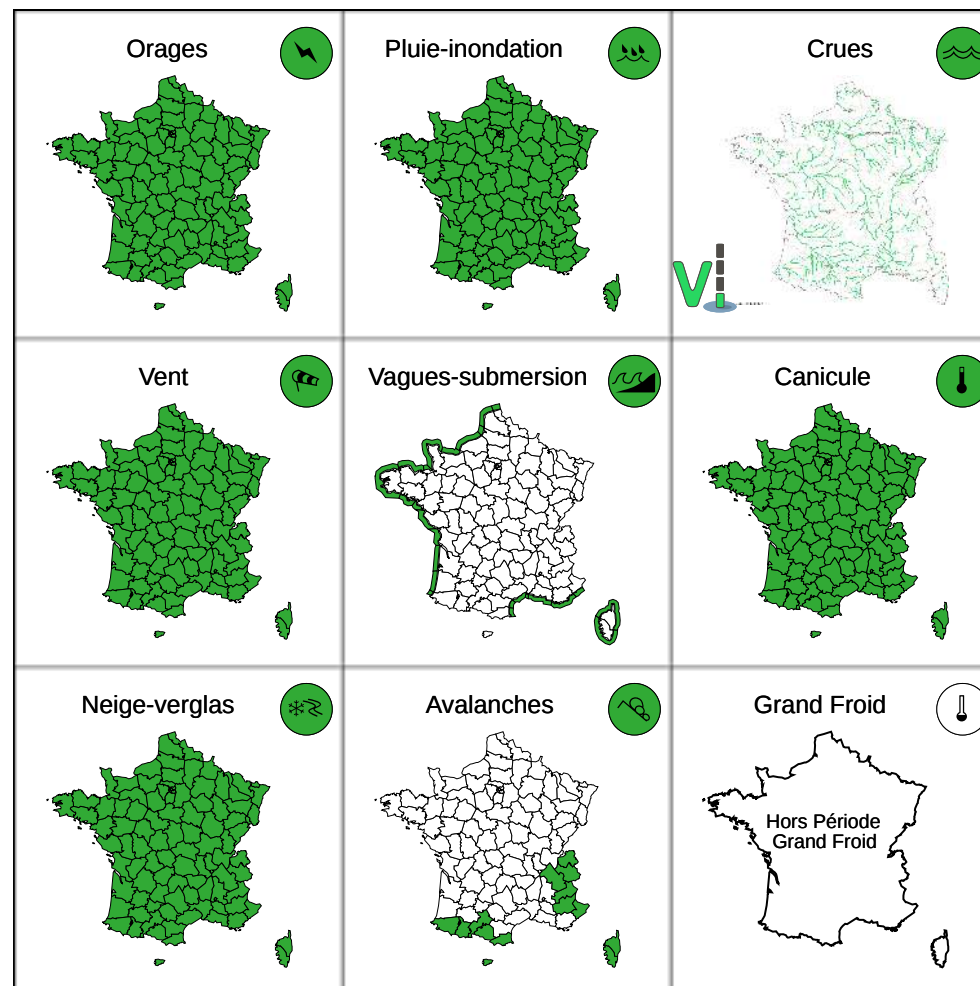 Orages
Pluie-inondation
Crues
Vent
Vagues-submersion
Canicule
Neige-verglas
Avalanches
Grand Froid
Hors Période
Grand Froid